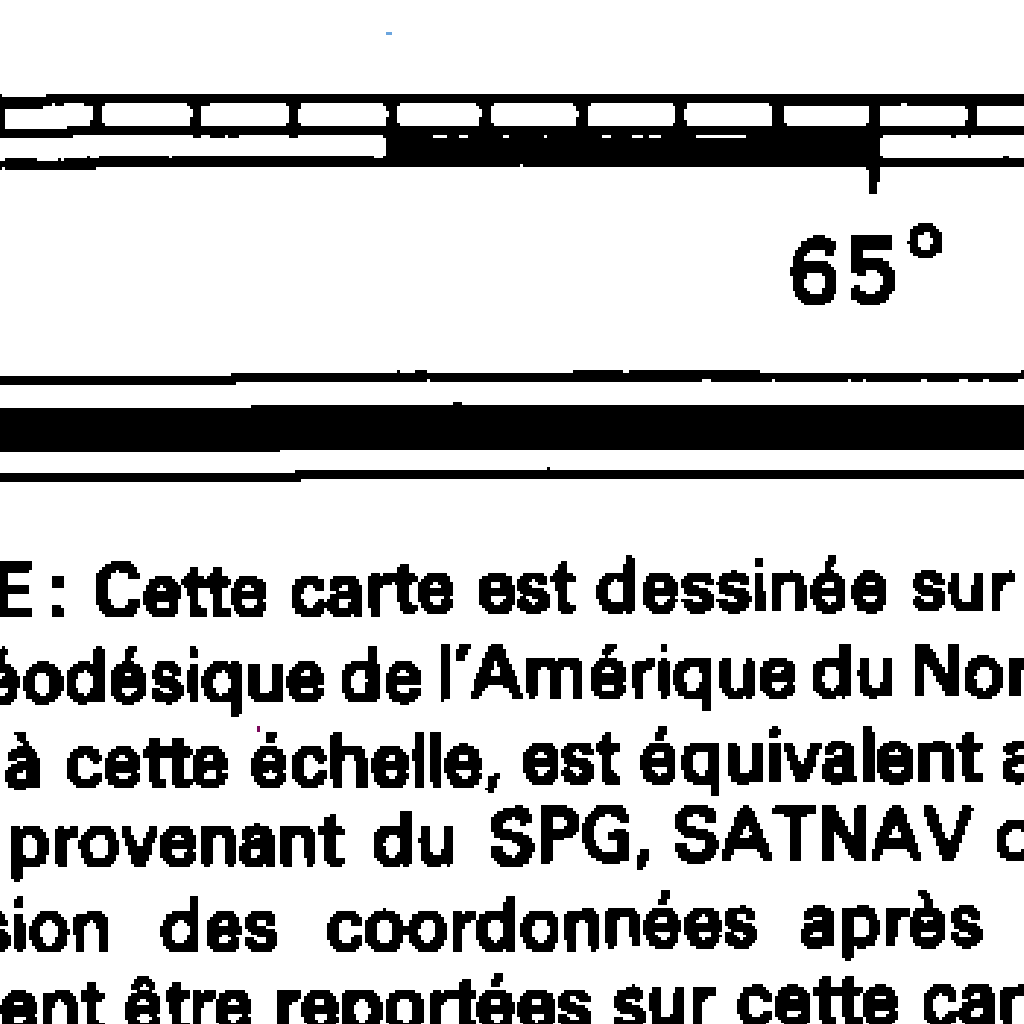 65°
E : Cette carte est dessinée sur
éodésique de l'Amérique du Nor
à cette échelle, est équivalent a
provenant du SPG, SATNAV
sion des coordonnées après
ent être reportées sur cette car